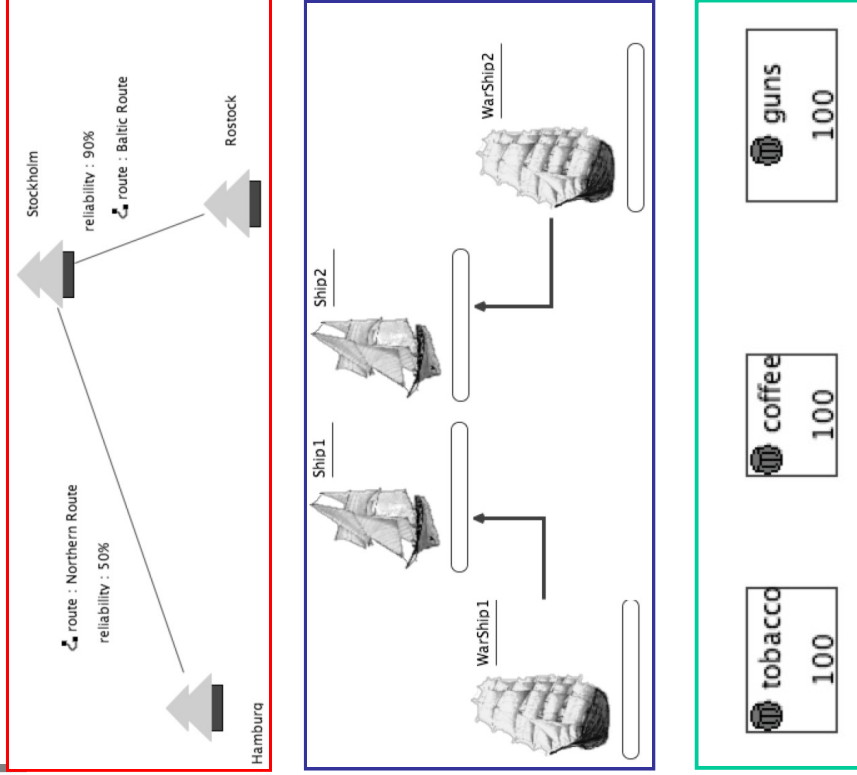 Stockholm
reliability : 90%
route : Baltic Route
Rostock
route : Northern Route
reliability : 50%
Hamburg
Ship1
Ship2
WarShip1
WarShip2
tobacco
100
coffee
100
guns
100